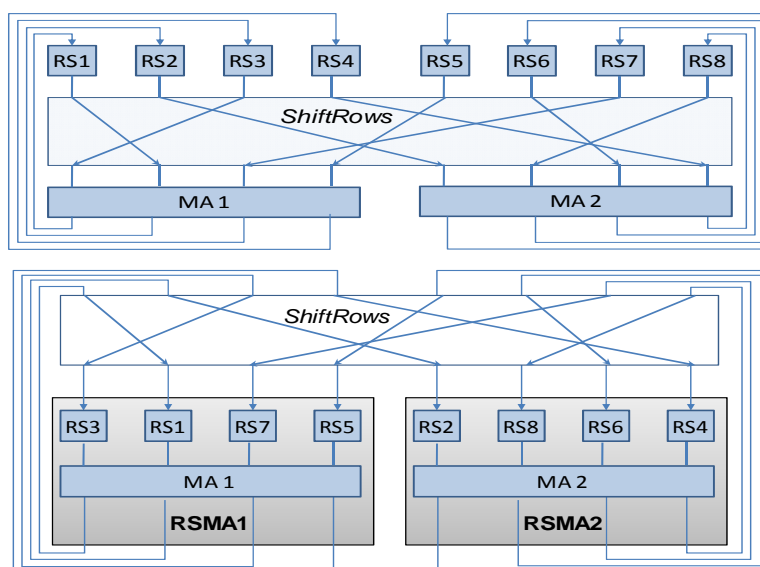 RS1 RS2 RS3 RS4 RS5 RS6 RS7 RS8
ShiftRows
MA 1 MA 2
ShiftRows
RS3 RS1 RS7 RS5 RS2 RS8 RS6 RS4
MA 1 MA 2
RSMA1 RSMA2